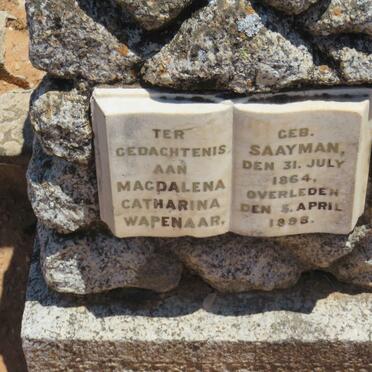 TER
GEDACHTENIS
AAN
MAGDALENA
CATHARINA
WAPENAAR,
GEB.
SAAYMAN,
DEN 31. JULY
1864,
OVERLEDEN
DEN 5. APRIL
1898.